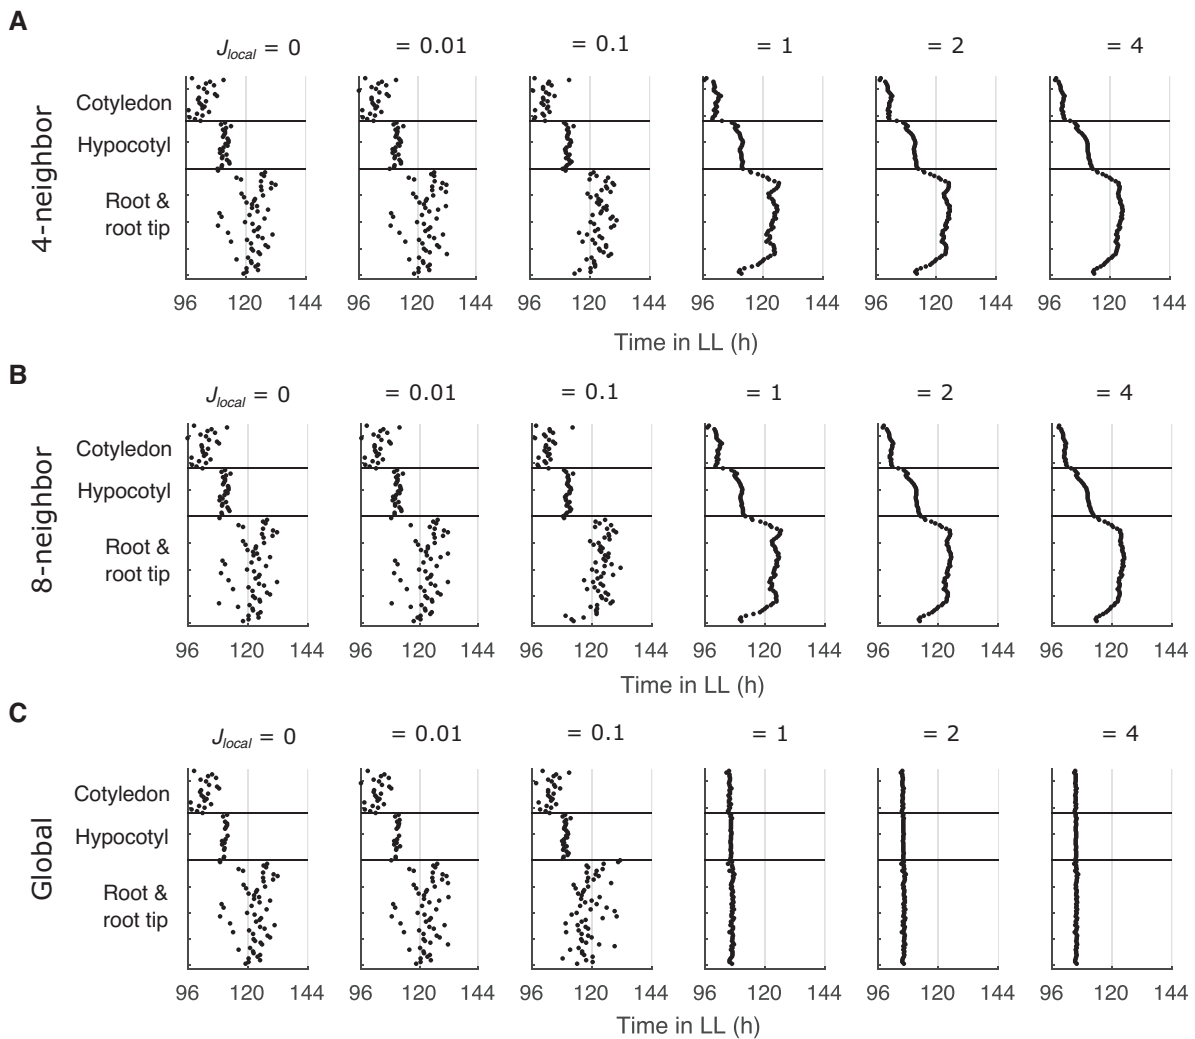 A
J_local = 0 = 0.01 = 0.1 = 1 = 2 = 4
4-neighbor
Cotyledon
Hypocotyl
Root &
root tip
96 120 144 96 120 144 96 120 144 96 120 144 96 120 144 96 120 144
Time in LL (h)
B
J_local = 0 = 0.01 = 0.1 = 1 = 2 = 4
8-neighbor
Cotyledon
Hypocotyl
Root &
root tip
96 120 144 96 120 144 96 120 144 96 120 144 96 120 144 96 120 144
Time in LL (h)
C
J_local = 0 = 0.01 = 0.1 = 1 = 2 = 4
Global
Cotyledon
Hypocotyl
Root &
root tip
96 120 144 96 120 144 96 120 144 96 120 144 96 120 144 96 120 144
Time in LL (h)